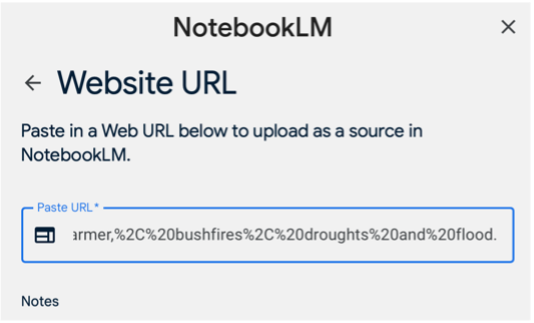 NotebookLM
Website URL
Paste in a Web URL below to upload as a source in
NotebookLM.
Paste URL*
armer,%2C%20bushfires%2C%20droughts%20and%20flood.
Notes